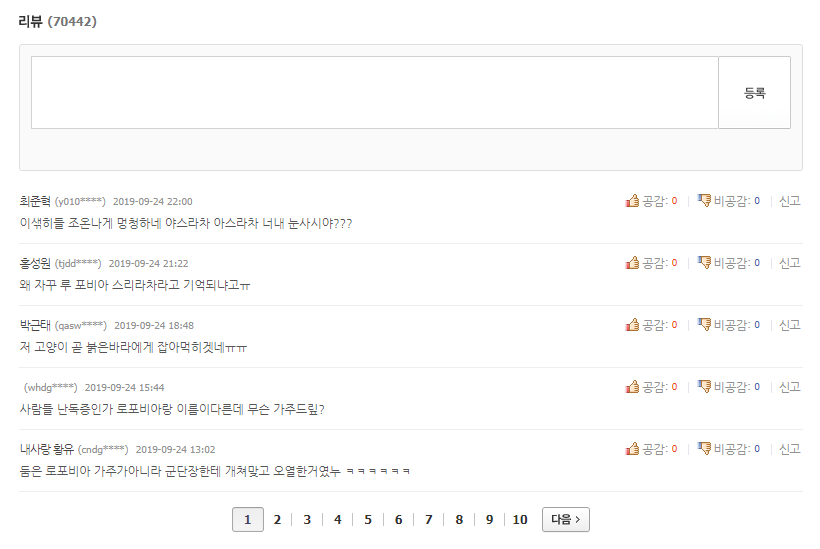 리뷰 (70442)
등록
최준혁 (y010****) 2019-09-24 22:00 공감: 0 비공감: 0 신고
이색히들 조온나게 멍청하네 야스라차 아스라차 너내 눈사시야???
홍성원 (tjdd****) 2019-09-24 21:22 공감: 0 비공감: 0 신고
왜 자꾸 루 포비아 스리라차라고 기억되냐고ㅠ
박근태 (qasw****) 2019-09-24 18:48 공감: 0 비공감: 0 신고
저 고양이 곧 붉은바라에게 잡아먹히겟네ㅠㅠ
(whdg****) 2019-09-24 15:44 공감: 0 비공감: 0 신고
사람들 난독증인가 로포비아랑 이름이다른데 무슨 가주드립?
내사랑 황유 (cndg****) 2019-09-24 13:02 공감: 0 비공감: 0 신고
둠은 로포비아 가주가아니라 군단장한테 개쳐맞고 오열한거였누 ㅋㅋㅋㅋㅋㅋ
1 2 3 4 5 6 7 8 9 10 다음 >